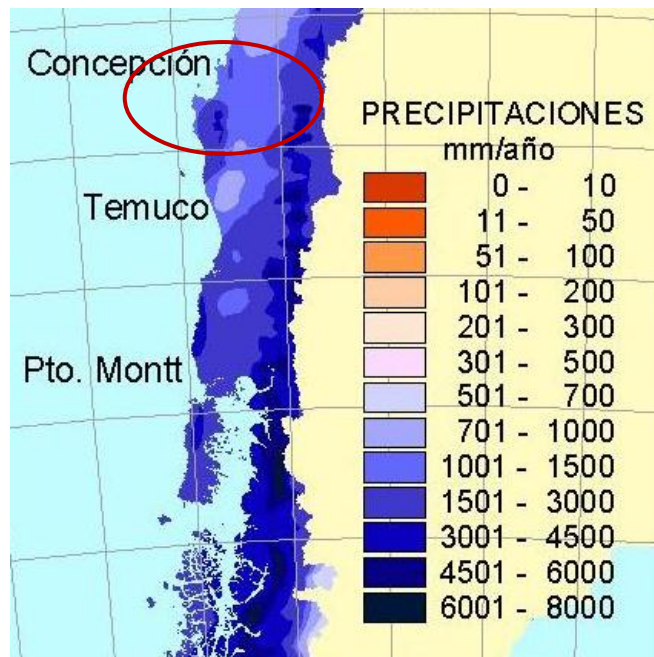 Concepción
Temuco
Pto. Montt
PRECIPITACIONES
mm/año
0 - 10
11 - 50
51 - 100
101 - 200
201 - 300
301 - 500
501 - 700
701 - 1000
1001 - 1500
1501 - 3000
3001 - 4500
4501 - 6000
6001 - 8000